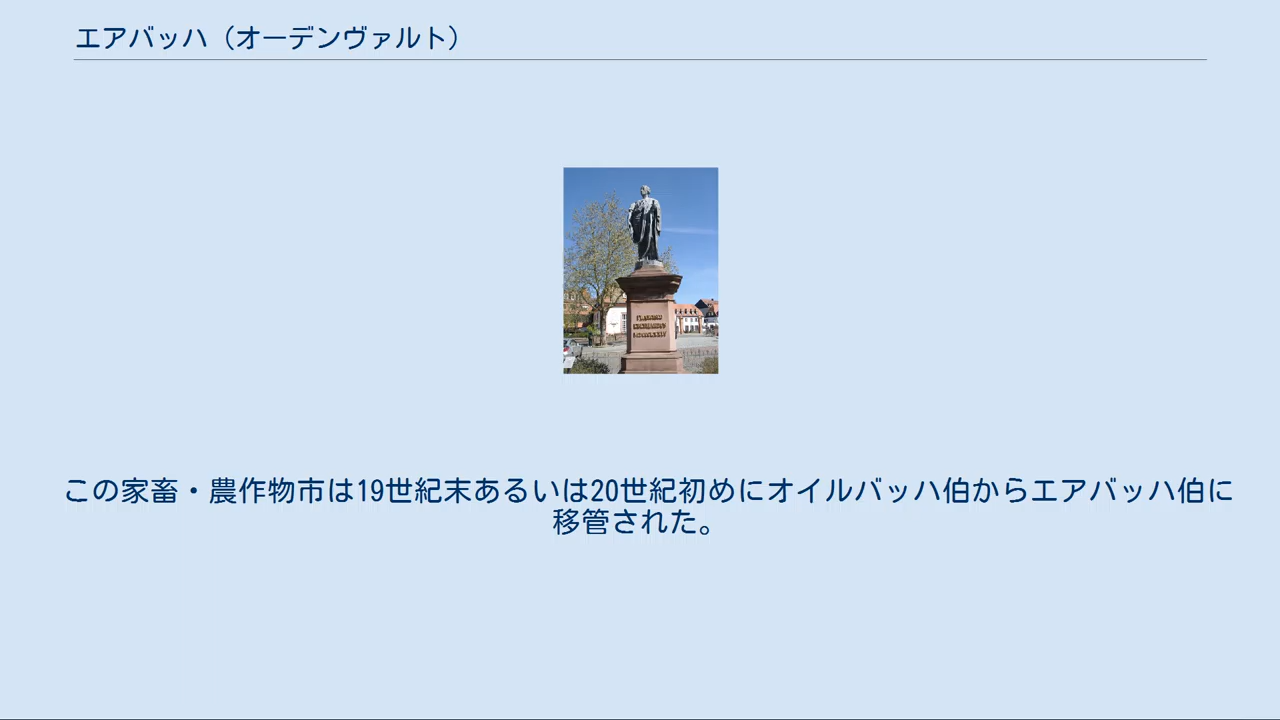 エアバッハ（オーデンヴァルト）
この家畜・農作物市は19世紀末あるいは20世紀初めにオイルバッハ伯からエアバッハ伯に
移管された。